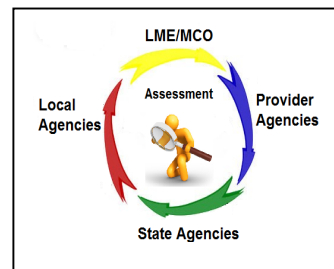 LME/MCO
Assessment
Local
Agencies
Provider
Agencies
State Agencies